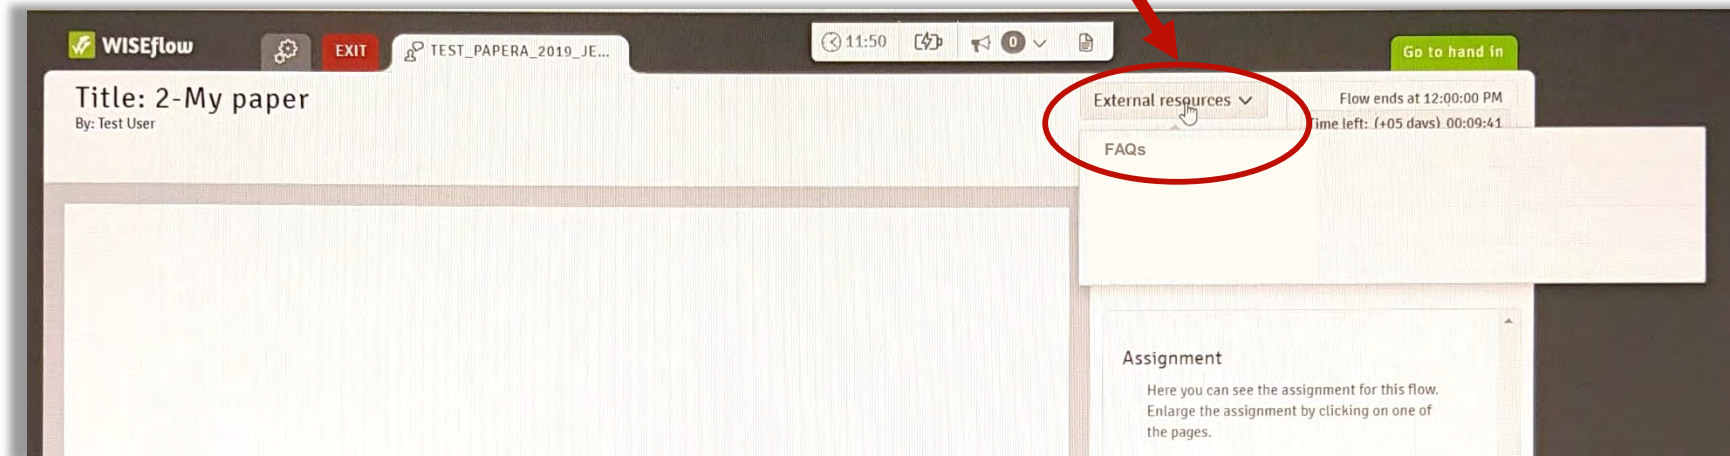 WISEflow
EXIT
TEST_PAPERA_2019_JE...
11:50
0
Go to hand in
Title: 2-My paper
By: Test User
External resources
Flow ends at 12:00:00 PM
Time left: (+05 days) 00:09:41
FAQs
Assignment
Here you can see the assignment for this flow.
Enlarge the assignment by clicking on one of
the pages.